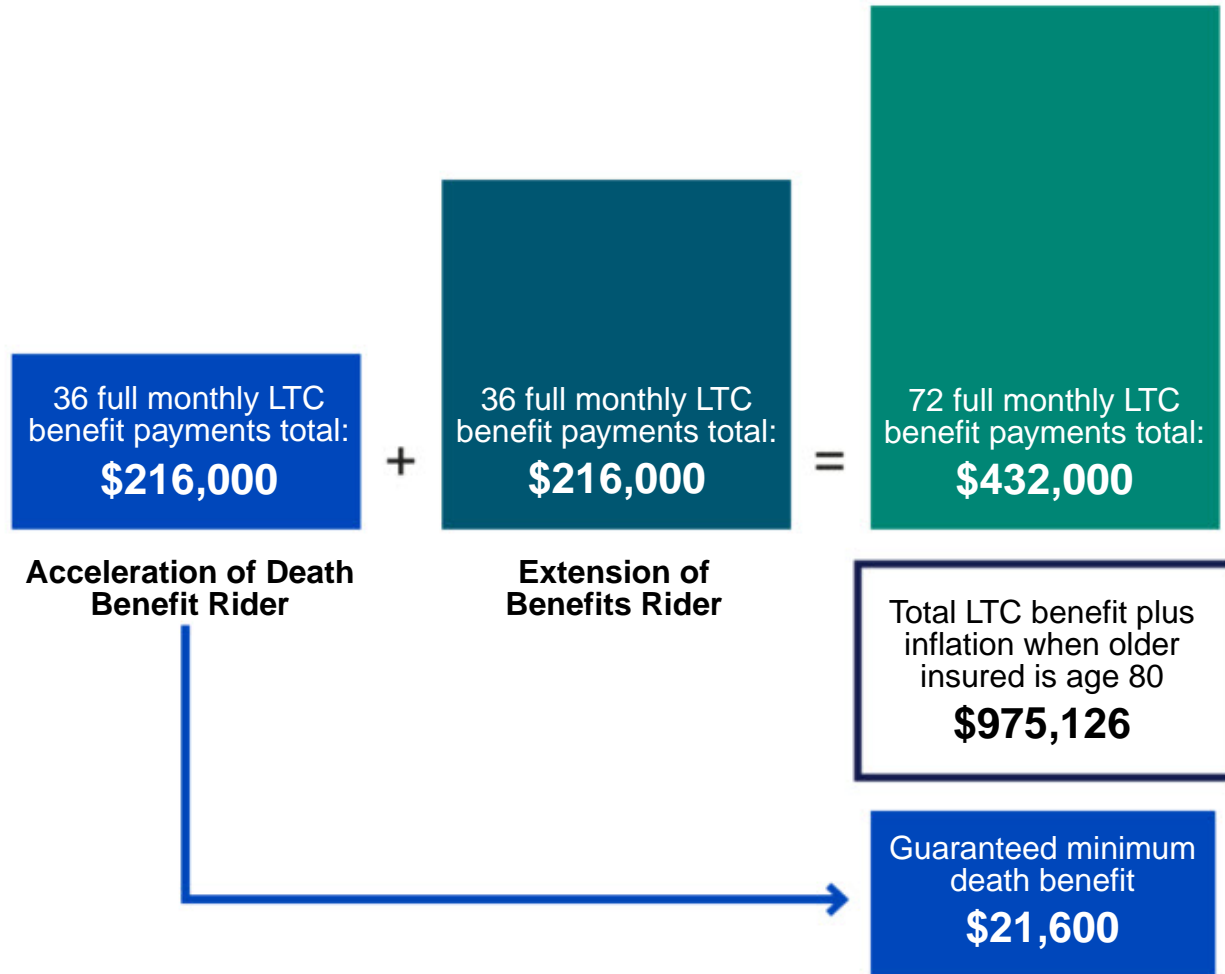 36 full monthly LTC
benefit payments total:
$216,000
Acceleration of Death
Benefit Rider
+
36 full monthly LTC
benefit payments total:
$216,000
Extension of
Benefits Rider
=
72 full monthly LTC
benefit payments total:
$432,000
Total LTC benefit plus
inflation when older
insured is age 80
$975,126
Guaranteed minimum
death benefit
$21,600